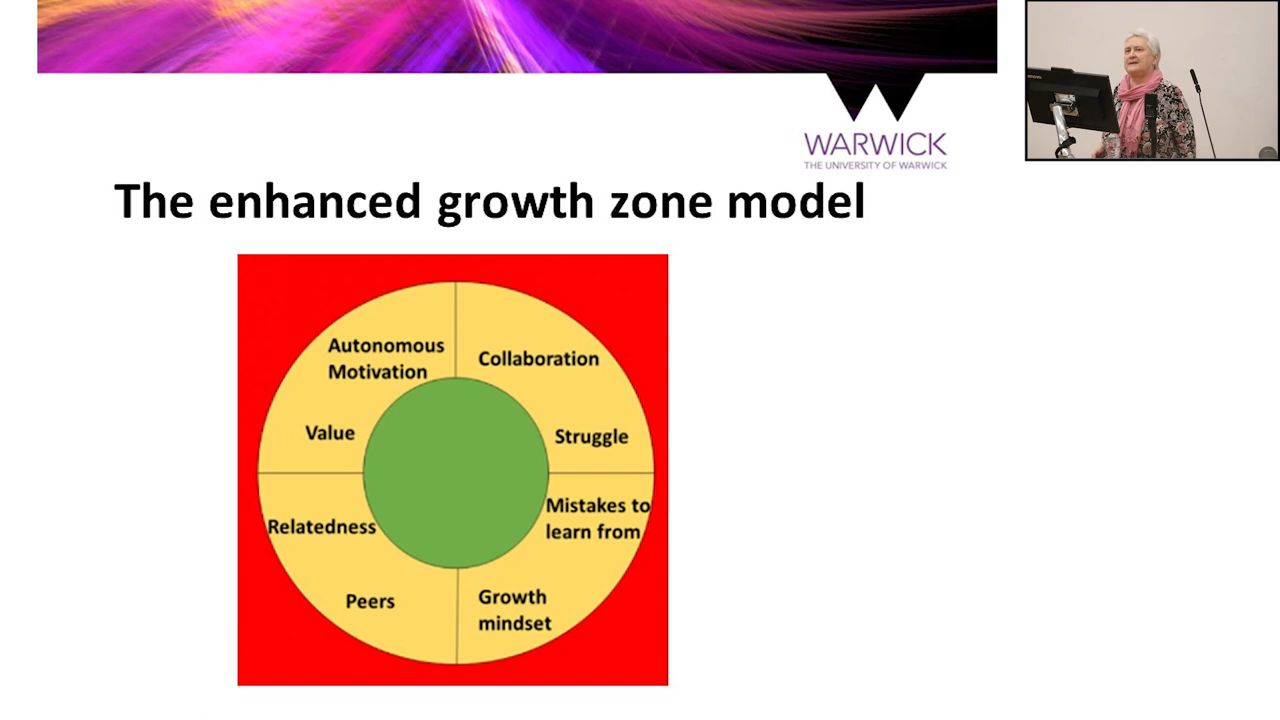 WARWICK
THE UNIVERSITY OF WARWICK
The enhanced growth zone model
Autonomous
Motivation
Collaboration
Value
Struggle
Relatedness
Mistakes to
learn from
Peers
Growth
mindset